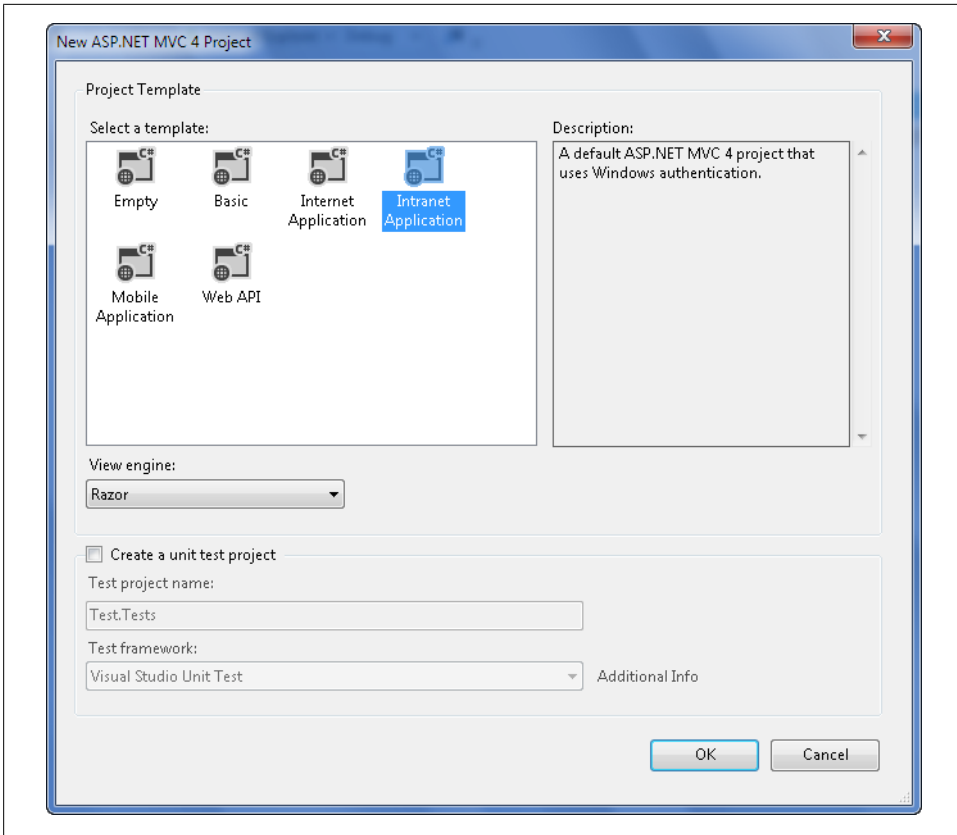 New ASP.NET MVC 4 Project
x
Project Template
Select a template:
Description:
C#
C#
C#
C#
Empty
Basic
Internet
Application
Intranet
Application
A default ASP.NET MVC 4 project that
uses Windows authentication.
C#
C#
Mobile
Application
Web API
View engine:
Razor
Create a unit test project
Test project name:
Test.Tests
Test framework:
Visual Studio Unit Test
Additional Info
OK
Cancel